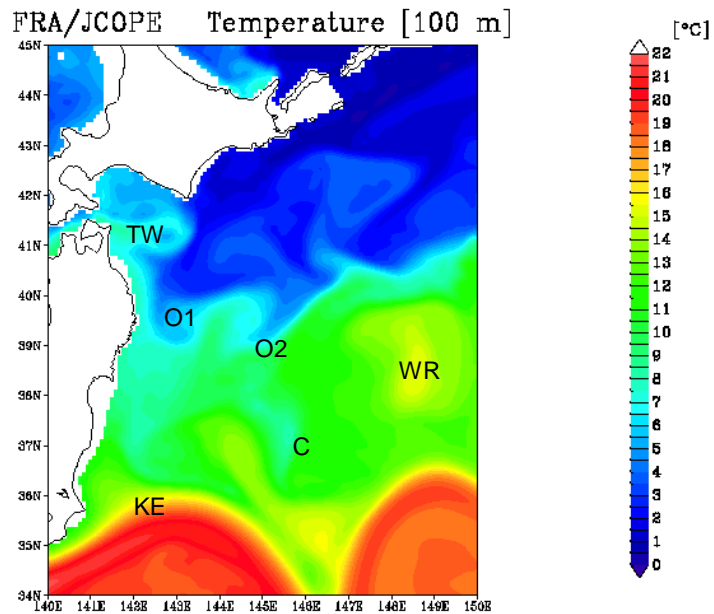 FRA/JCOPE Temperature [100 m]
[°C]
45N
44N
43N
42N
41N
40N
39N
38N
37N
36N
35N
34N
TW
O1
O2
WR
C
KE
140E 141E 142E 143E 144E 145E 146E 147E 148E 149E 150E
22
21
20
19
18
17
16
15
14
13
12
11
10
9
8
7
6
5
4
3
2
1
0